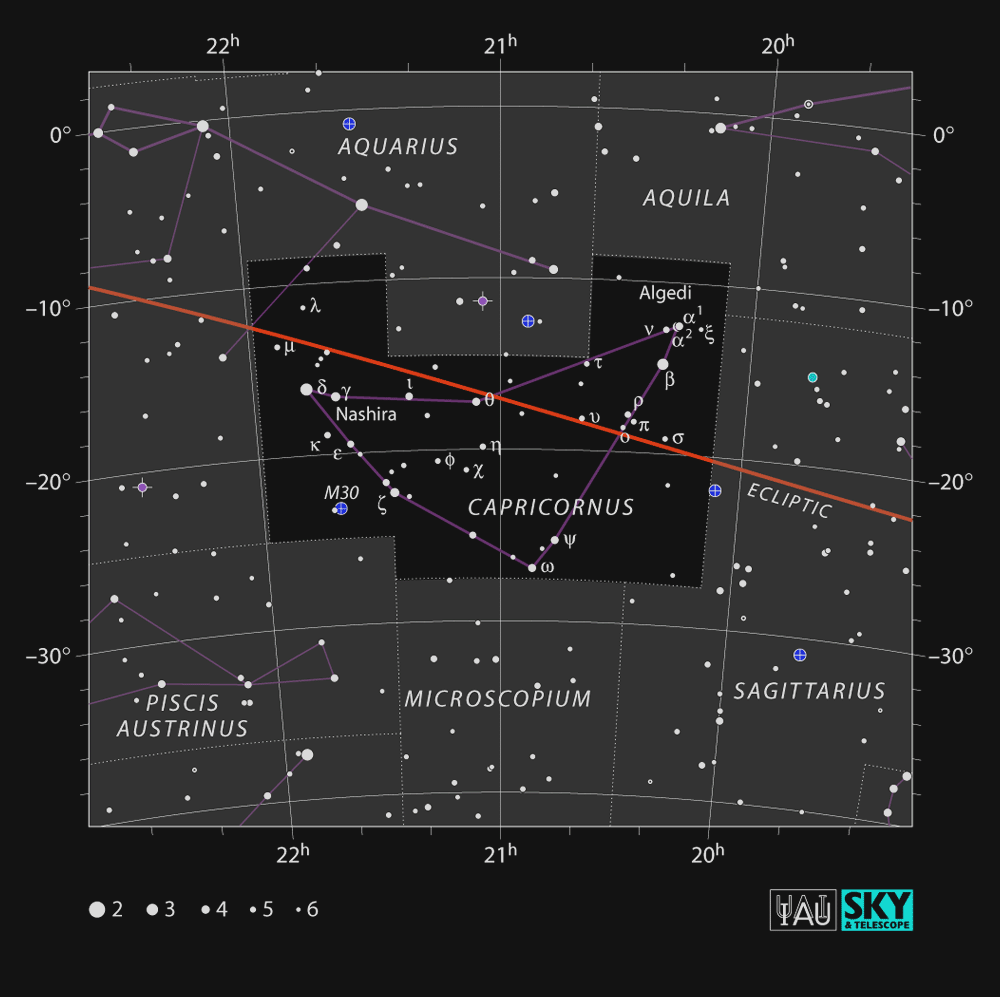 22h 21h 20h
0° 0°
AQUARIUS
AQUILA
−10° −10°
Algedi
λ
α1
ν ξ
α2
μ
τ
β
δ γ ι θ
Nashira
ρ
υ π
κ ο σ
η
ε
φ
χ
−20° −20°
M30
ζ
CAPRICORNUS
ECLIPTIC
ψ
ω
−30° −30°
PISCIS
AUSTRINUS
MICROSCOPIUM
SAGITTARIUS
22h 21h 20h
2 3 4 5 6
IAU
SKY
& TELESCOPE